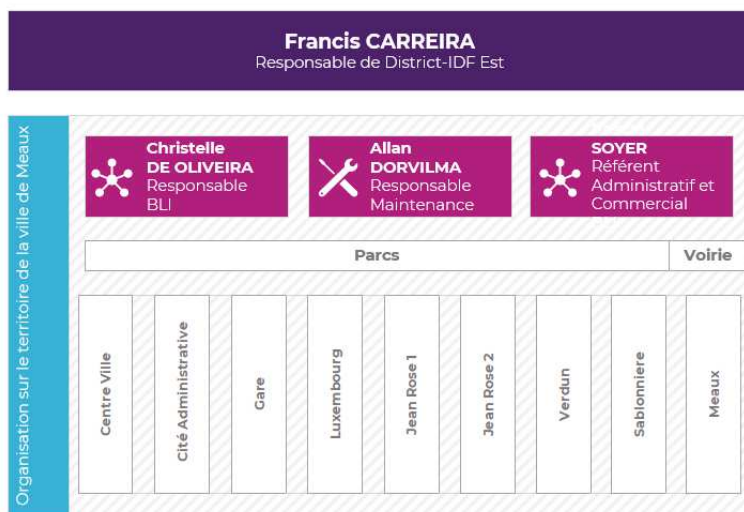 Francis CARREIRA
Responsable de District-IDF Est
Organisation sur le territoire de la ville de Meaux
Christelle
DE OLIVEIRA
Responsable
BLI
Allan
DORVILMA
Responsable
Maintenance
SOYER
Référent
Administratif et
Commercial
Parcs
Voirie
Centre Ville
Cité Administrative
Gare
Luxembourg
Jean Rose 1
Jean Rose 2
Verdun
Sablonniere
Meaux